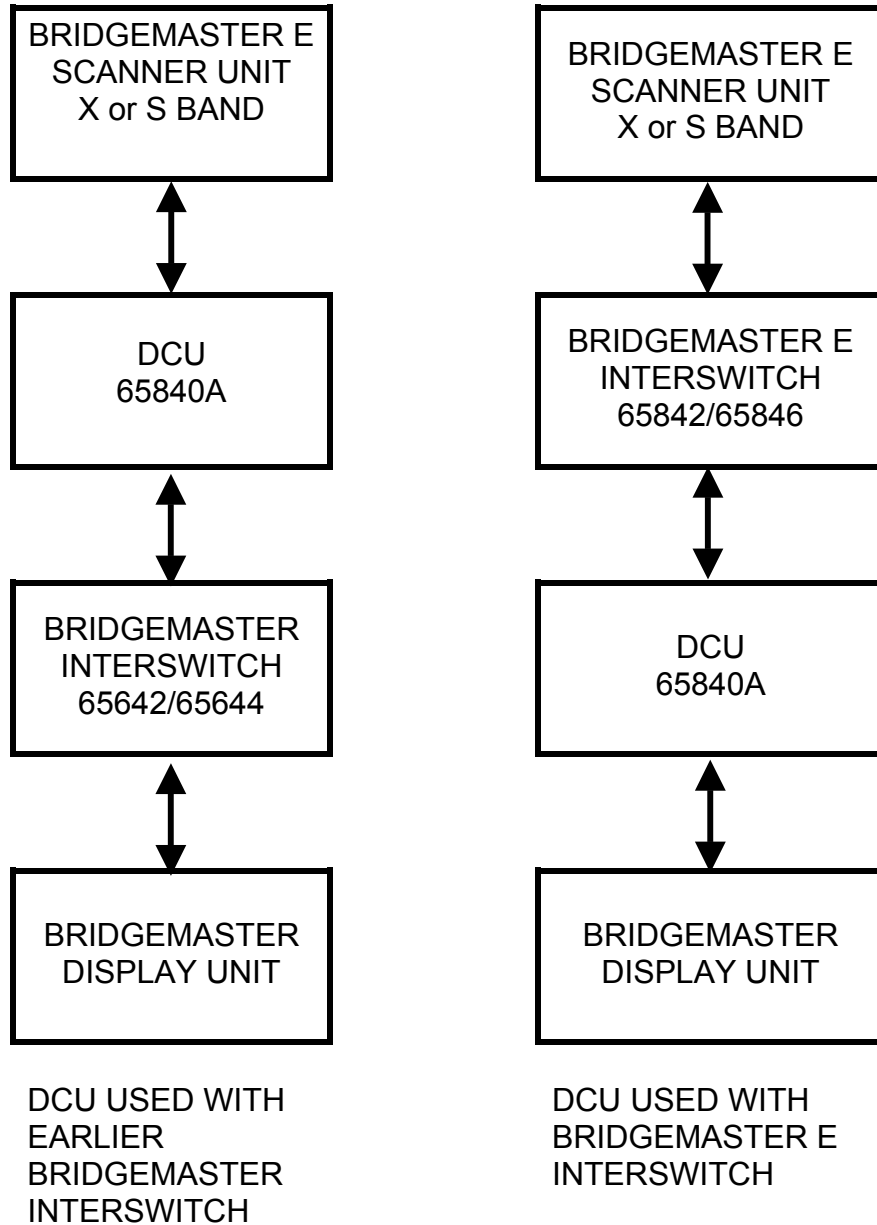 BRIDGEMASTER E
SCANNER UNIT
X or S BAND
DCU
65840A
BRIDGEMASTER
INTERSWITCH
65642/65644
BRIDGEMASTER
DISPLAY UNIT
DCU USED WITH
EARLIER
BRIDGEMASTER
INTERSWITCH
BRIDGEMASTER E
SCANNER UNIT
X or S BAND
BRIDGEMASTER E
INTERSWITCH
65842/65846
DCU
65840A
BRIDGEMASTER
DISPLAY UNIT
DCU USED WITH
BRIDGEMASTER E
INTERSWITCH